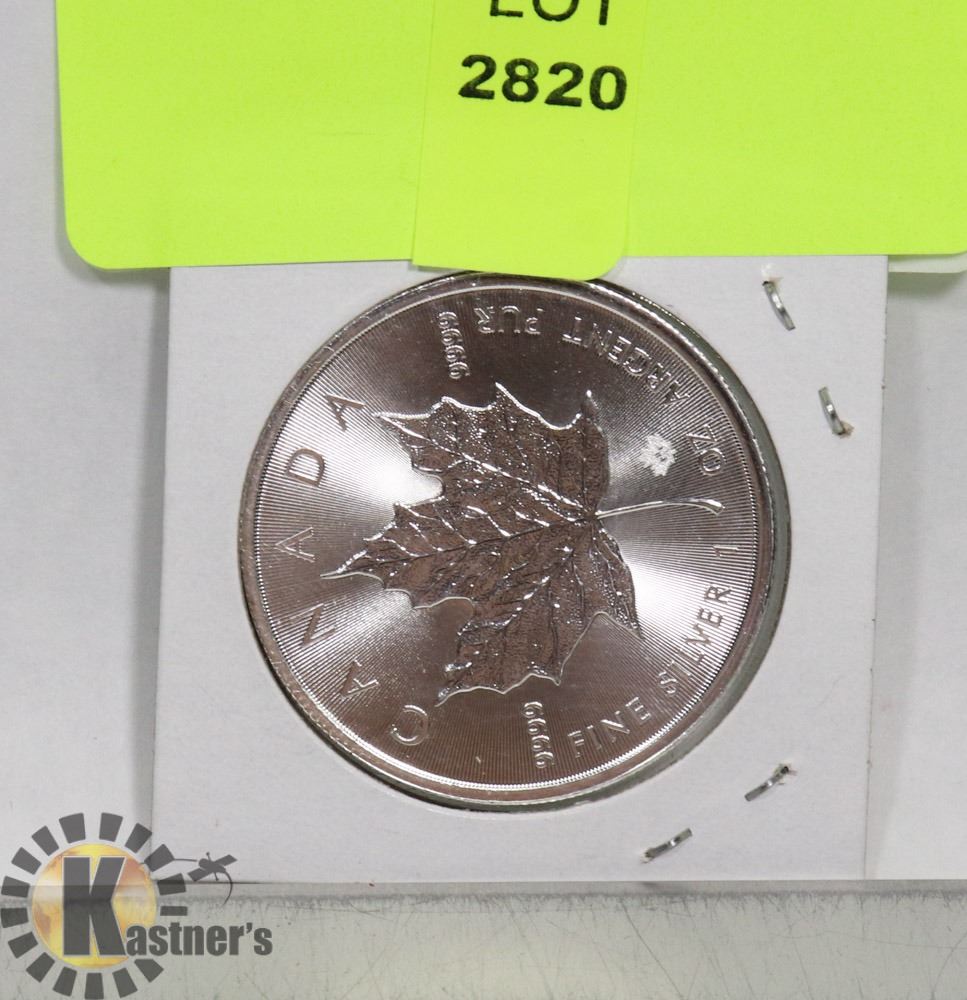 LOT
2820
CANADA
9999
FINE SILVER 1 OZ ARGENT PUR
9999
Kastner's